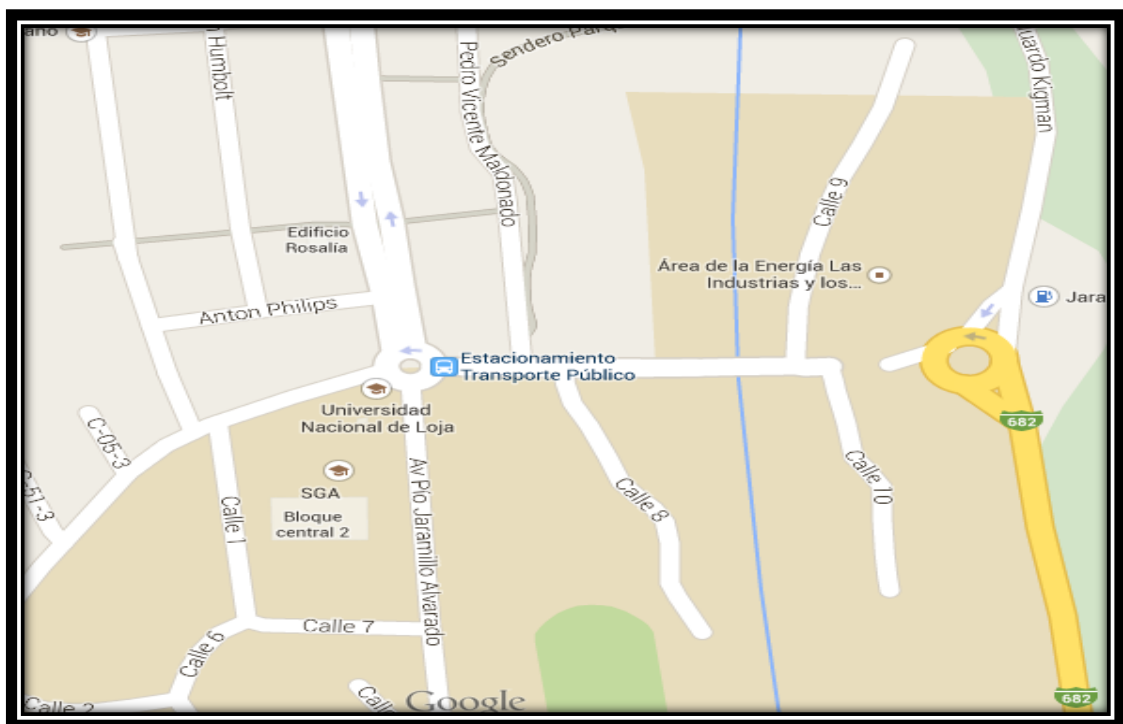 Humbolt
Pedro Vicente Maldonado
Sendero
Kigman
Edificio
Rosalía
Calle 9
Área de la Energía Las
Industrias y los...
Jara
Anton Philips
Estacionamiento
Transporte Público
Universidad
Nacional de Loja
C-05-3
682
SGA
Bloque
central 2
Calle 1
Av Pío Jaramillo Alvarado
Calle 8
Calle 10
Calle 7
Calle 6
Calle 2
Google
682